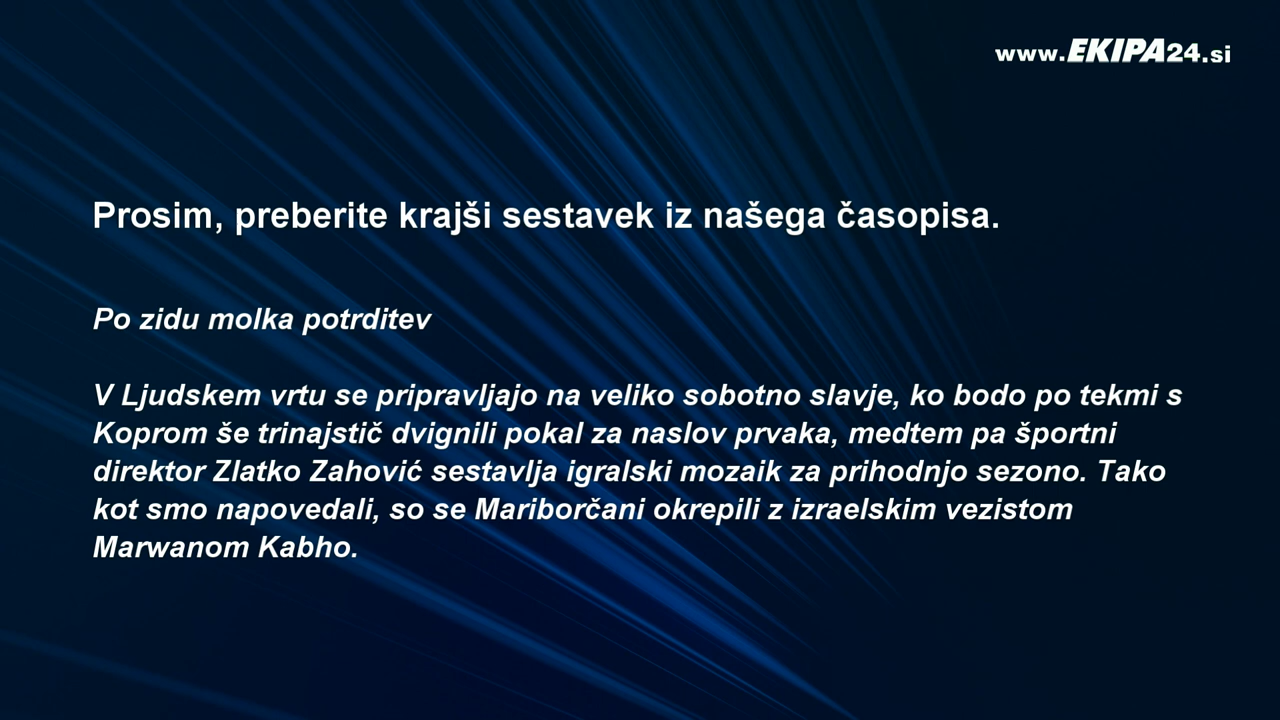 www.EKIPA24.si
Prosim, preberite krajši sestavek iz našega časopisa.
Po zidu molka potrditev
V Ljudskem vrtu se pripravljajo na veliko sobotno slavje, ko bodo po tekmi s
Koprom še trinajstič dvignili pokal za naslov prvaka, medtem pa športni
direktor Zlatko Zahović sestavlja igralski mozaik za prihodnjo sezono. Tako
kot smo napovedali, so se Mariborčani okrepili z izraelskim vezistom
Marwanom Kabho.